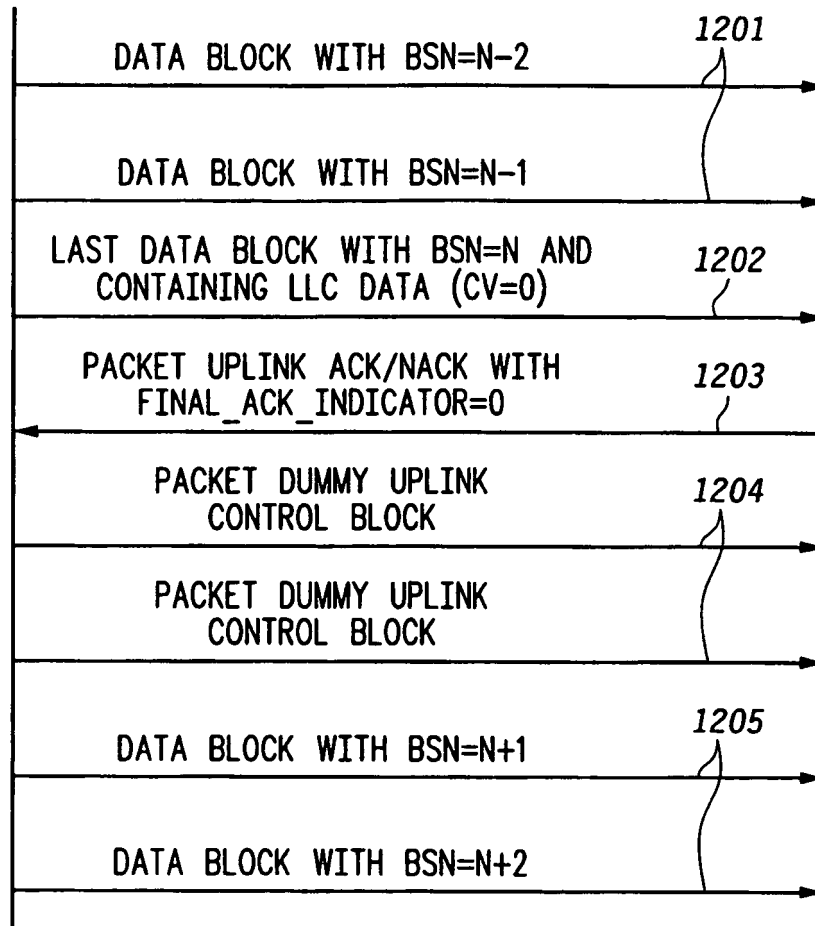 1201
DATA BLOCK WITH BSN=N-2
DATA BLOCK WITH BSN=N-1
LAST DATA BLOCK WITH BSN=N AND
CONTAINING LLC DATA (CV=0)
1202
PACKET UPLINK ACK/NACK WITH
FINAL_ACK_INDICATOR=0
1203
PACKET DUMMY UPLINK
CONTROL BLOCK
1204
PACKET DUMMY UPLINK
CONTROL BLOCK
1205
DATA BLOCK WITH BSN=N+1
DATA BLOCK WITH BSN=N+2